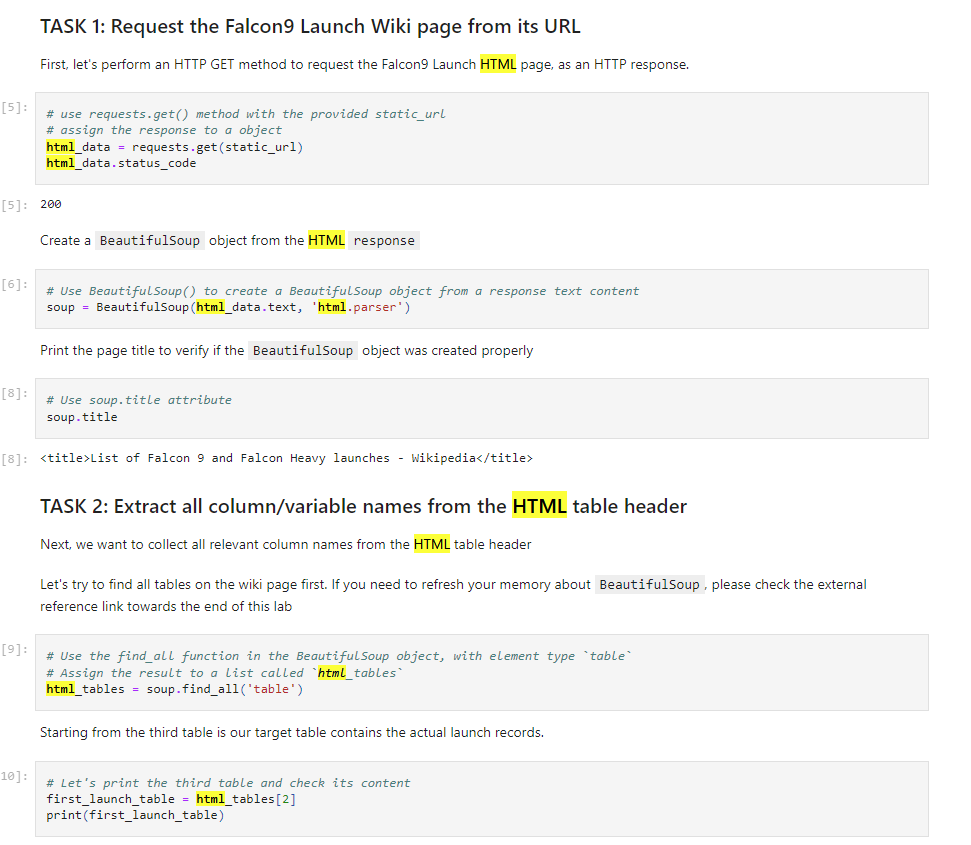 TASK 1: Request the Falcon9 Launch Wiki page from its URL
First, let's perform an HTTP GET method to request the Falcon9 Launch HTML page, as an HTTP response.
[5]:
# use requests.get() method with the provided static_url
# assign the response to a object
html_data = requests.get(static_url)
html_data.status_code
[5]: 200
Create a BeautifulSoup object from the HTML response
[6]:
# Use BeautifulSoup() to create a BeautifulSoup object from a response text content
soup = BeautifulSoup(html_data.text, 'html.parser')
Print the page title to verify if the BeautifulSoup object was created properly
[8]:
# Use soup.title attribute
soup.title
[8]: <title>List of Falcon 9 and Falcon Heavy launches - Wikipedia</title>
TASK 2: Extract all column/variable names from the HTML table header
Next, we want to collect all relevant column names from the HTML table header
Let's try to find all tables on the wiki page first. If you need to refresh your memory about BeautifulSoup, please check the external
reference link towards the end of this lab
[9]:
# Use the find_all function in the BeautifulSoup object, with element type `table`
# Assign the result to a list called `html_tables`
html_tables = soup.find_all('table')
Starting from the third table is our target table contains the actual launch records.
10]:
# Let's print the third table and check its content
first_launch_table = html_tables[2]
print(first_launch_table)